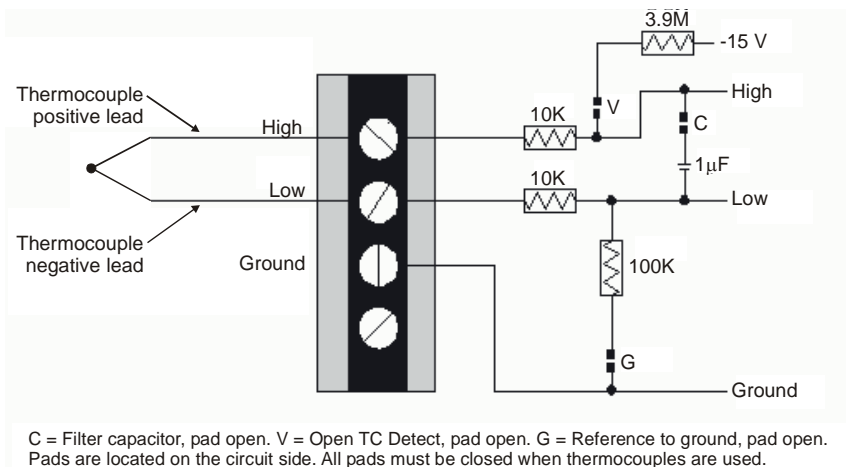 3.9M
-15 V
V
High
C
10K
1µF
Thermocouple
positive lead
High
Low
10K
Low
Thermocouple
negative lead
Ground
100K
G
Ground
C = Filter capacitor, pad open. V = Open TC Detect, pad open. G = Reference to ground, pad open.
Pads are located on the circuit side. All pads must be closed when thermocouples are used.